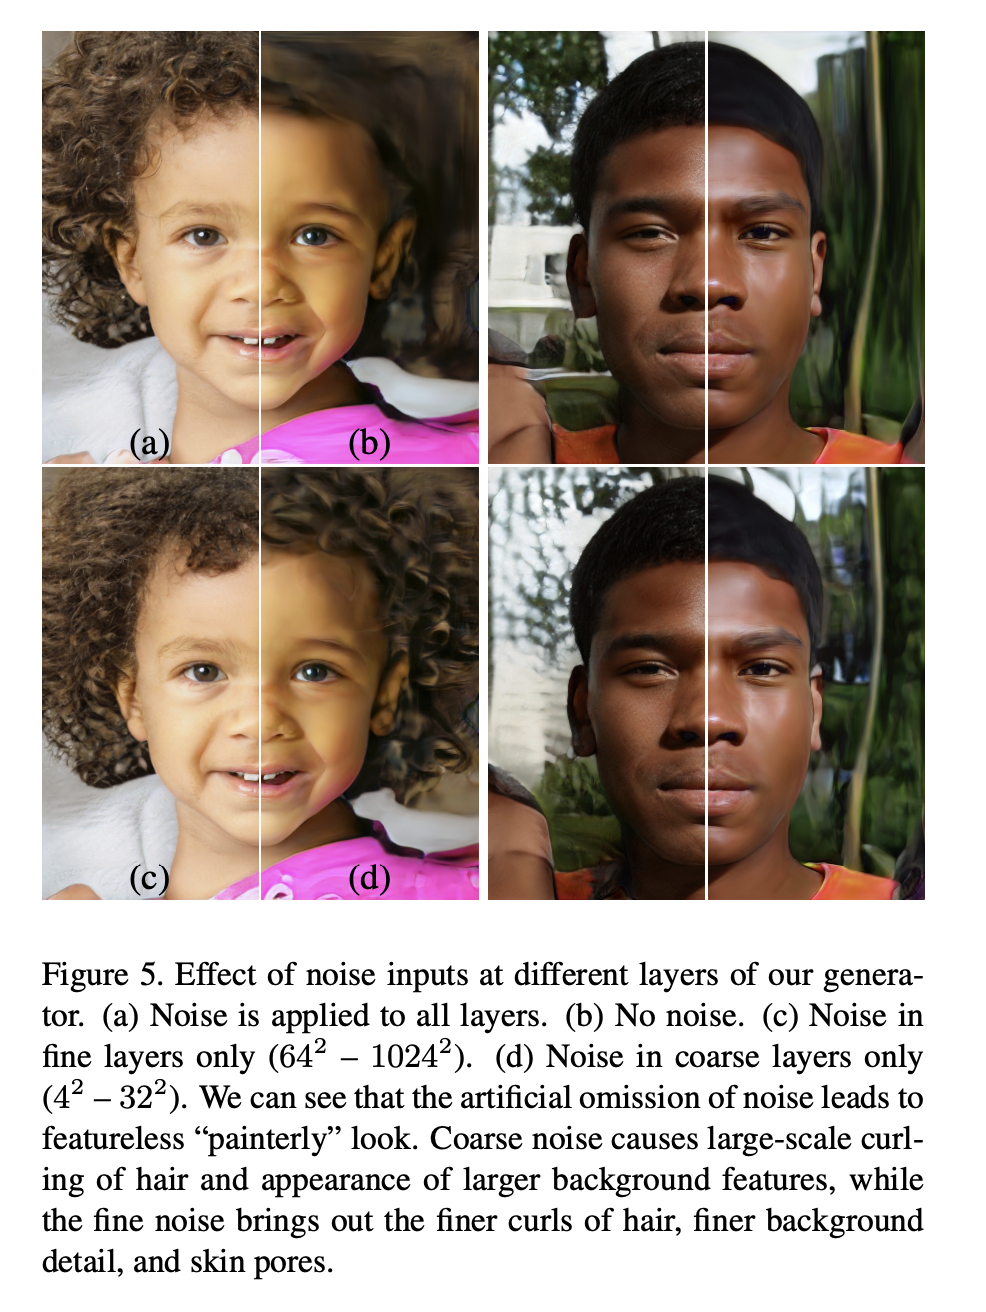 (a) (b)
(c) (d)
Figure 5. Effect of noise inputs at different layers of our genera-
tor. (a) Noise is applied to all layers. (b) No noise. (c) Noise in
fine layers only (64² – 1024²). (d) Noise in coarse layers only
(4² – 32²). We can see that the artificial omission of noise leads to
featureless “painterly” look. Coarse noise causes large-scale curl-
ing of hair and appearance of larger background features, while
the fine noise brings out the finer curls of hair, finer background
detail, and skin pores.